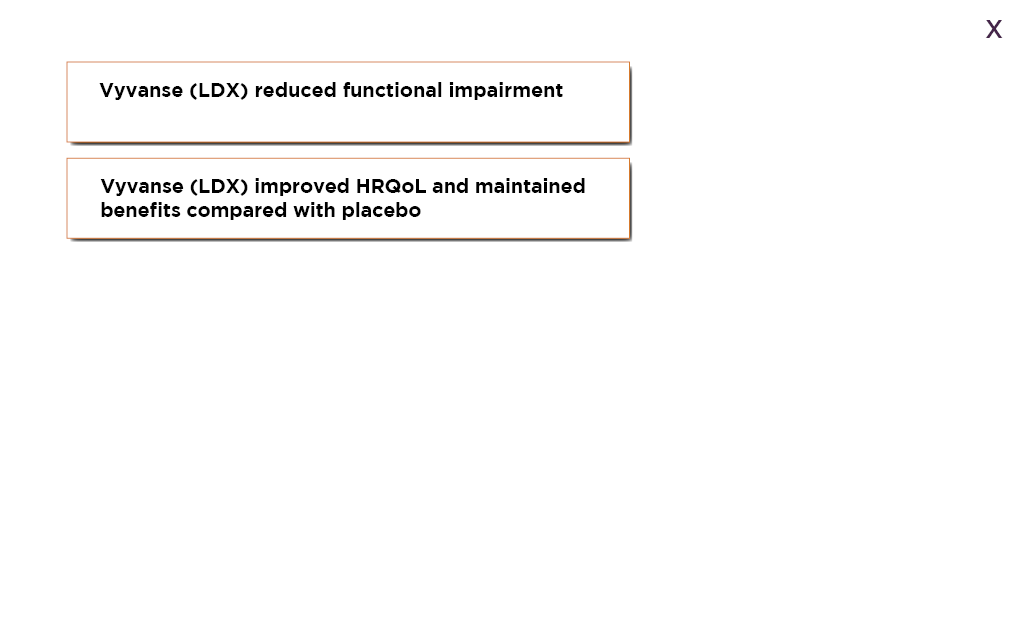 X
Vyvanse (LDX) reduced functional impairment
Vyvanse (LDX) improved HRQoL and maintained
benefits compared with placebo